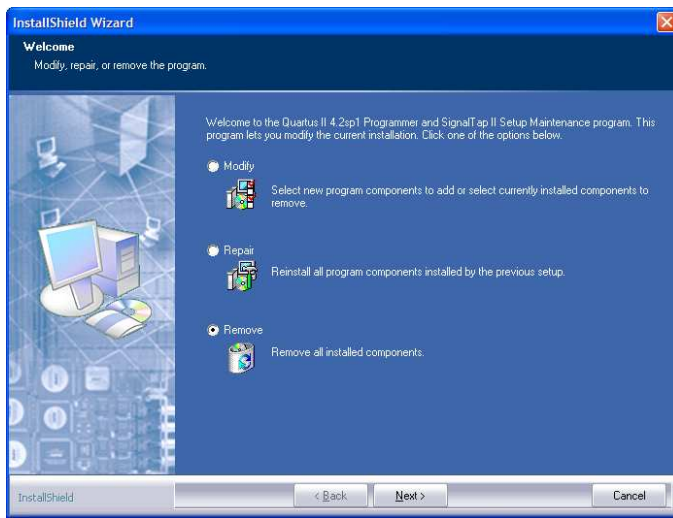 InstallShield Wizard
Welcome
Modify, repair, or remove the program.
Welcome to the Quartus II 4.2sp1 Programmer and SignalTap II Setup Maintenance program. This
program lets you modify the current installation. Click one of the options below.
Modify
Select new program components to add or select currently installed components to
remove.
Repair
Reinstall all program components installed by the previous setup.
Remove
Remove all installed components.
InstallShield
< Back
Next >
Cancel